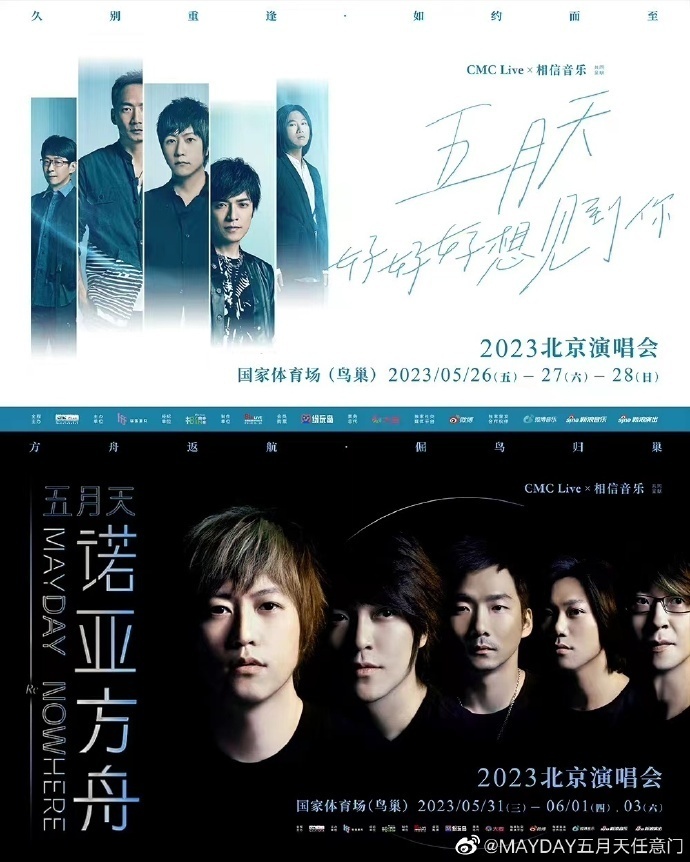 久别重逢·如约而至
CMC Live × 相信音乐
五月天
好好好想见到你
2023北京演唱会
国家体育场（鸟巢）2023/05/26(五) — 27(六) — 28(日)
方舟返航·倦鸟归巢
CMC Live × 相信音乐
五月天
诺亚方舟
MAYDAY Re NOWHERE
2023北京演唱会
国家体育场(鸟巢) 2023/05/31(三) — 06/01(四) . 03(六)
@MAYDAY五月天任意门